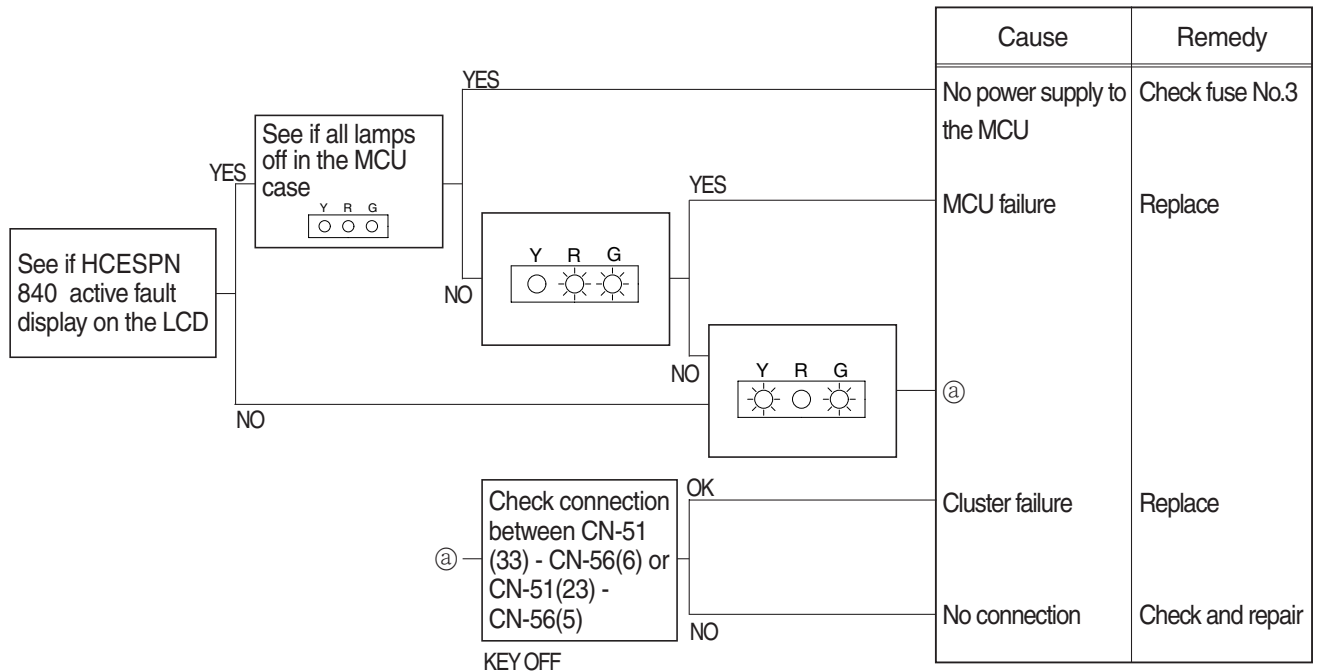 Cause Remedy
YES
No power supply to the MCU
Check fuse No.3
See if all lamps
off in the MCU
case
Y R G
YES
YES
MCU failure Replace
See if HCESPN
840 active fault
display on the LCD
Y R G
NO
NO
Y R G
ⓐ
NO
Check connection
between CN-51
(33) - CN-56(6) or
CN-51(23) -
CN-56(5)
ⓐ
OK
Cluster failure Replace
No connection Check and repair
NO
KEY OFF